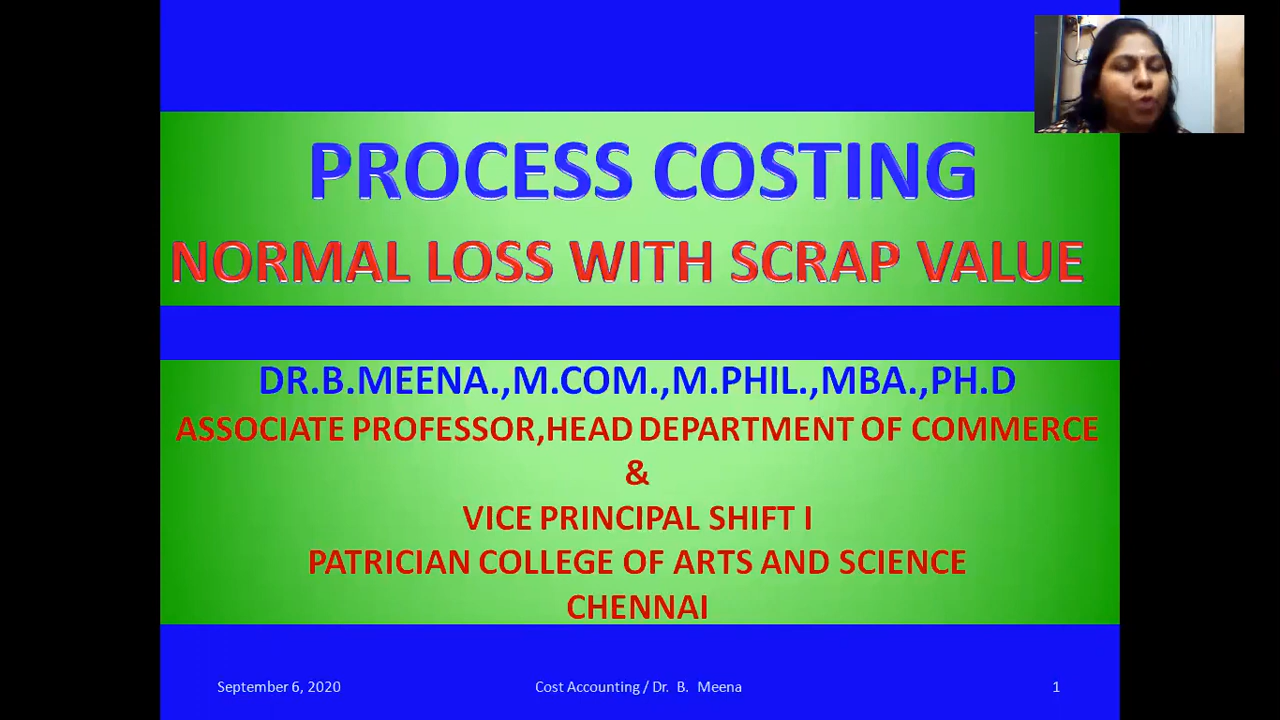 PROCESS COSTING
NORMAL LOSS WITH SCRAP VALUE
DR.B.MEENA.,M.COM.,M.PHIL.,MBA.,PH.D
ASSOCIATE PROFESSOR,HEAD DEPARTMENT OF COMMERCE
&
VICE PRINCIPAL SHIFT I
PATRICIAN COLLEGE OF ARTS AND SCIENCE
CHENNAI
September 6, 2020
Cost Accounting / Dr. B. Meena
1